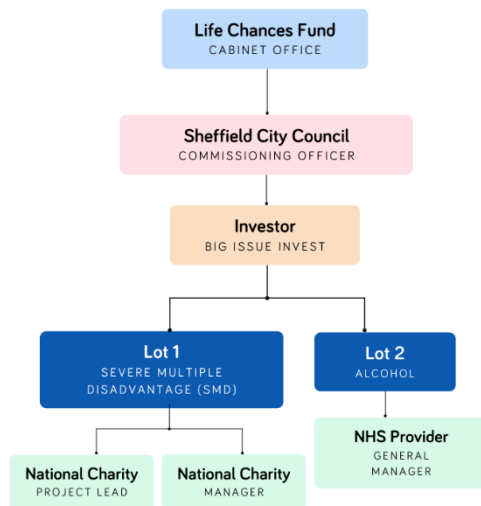 Life Chances Fund
CABINET OFFICE
Sheffield City Council
COMMISSIONING OFFICER
Investor
BIG ISSUE INVEST
Lot 1
SEVERE MULTIPLE
DISADVANTAGE (SMD)
Lot 2
ALCOHOL
National Charity
PROJECT LEAD
National Charity
MANAGER
NHS Provider
GENERAL
MANAGER